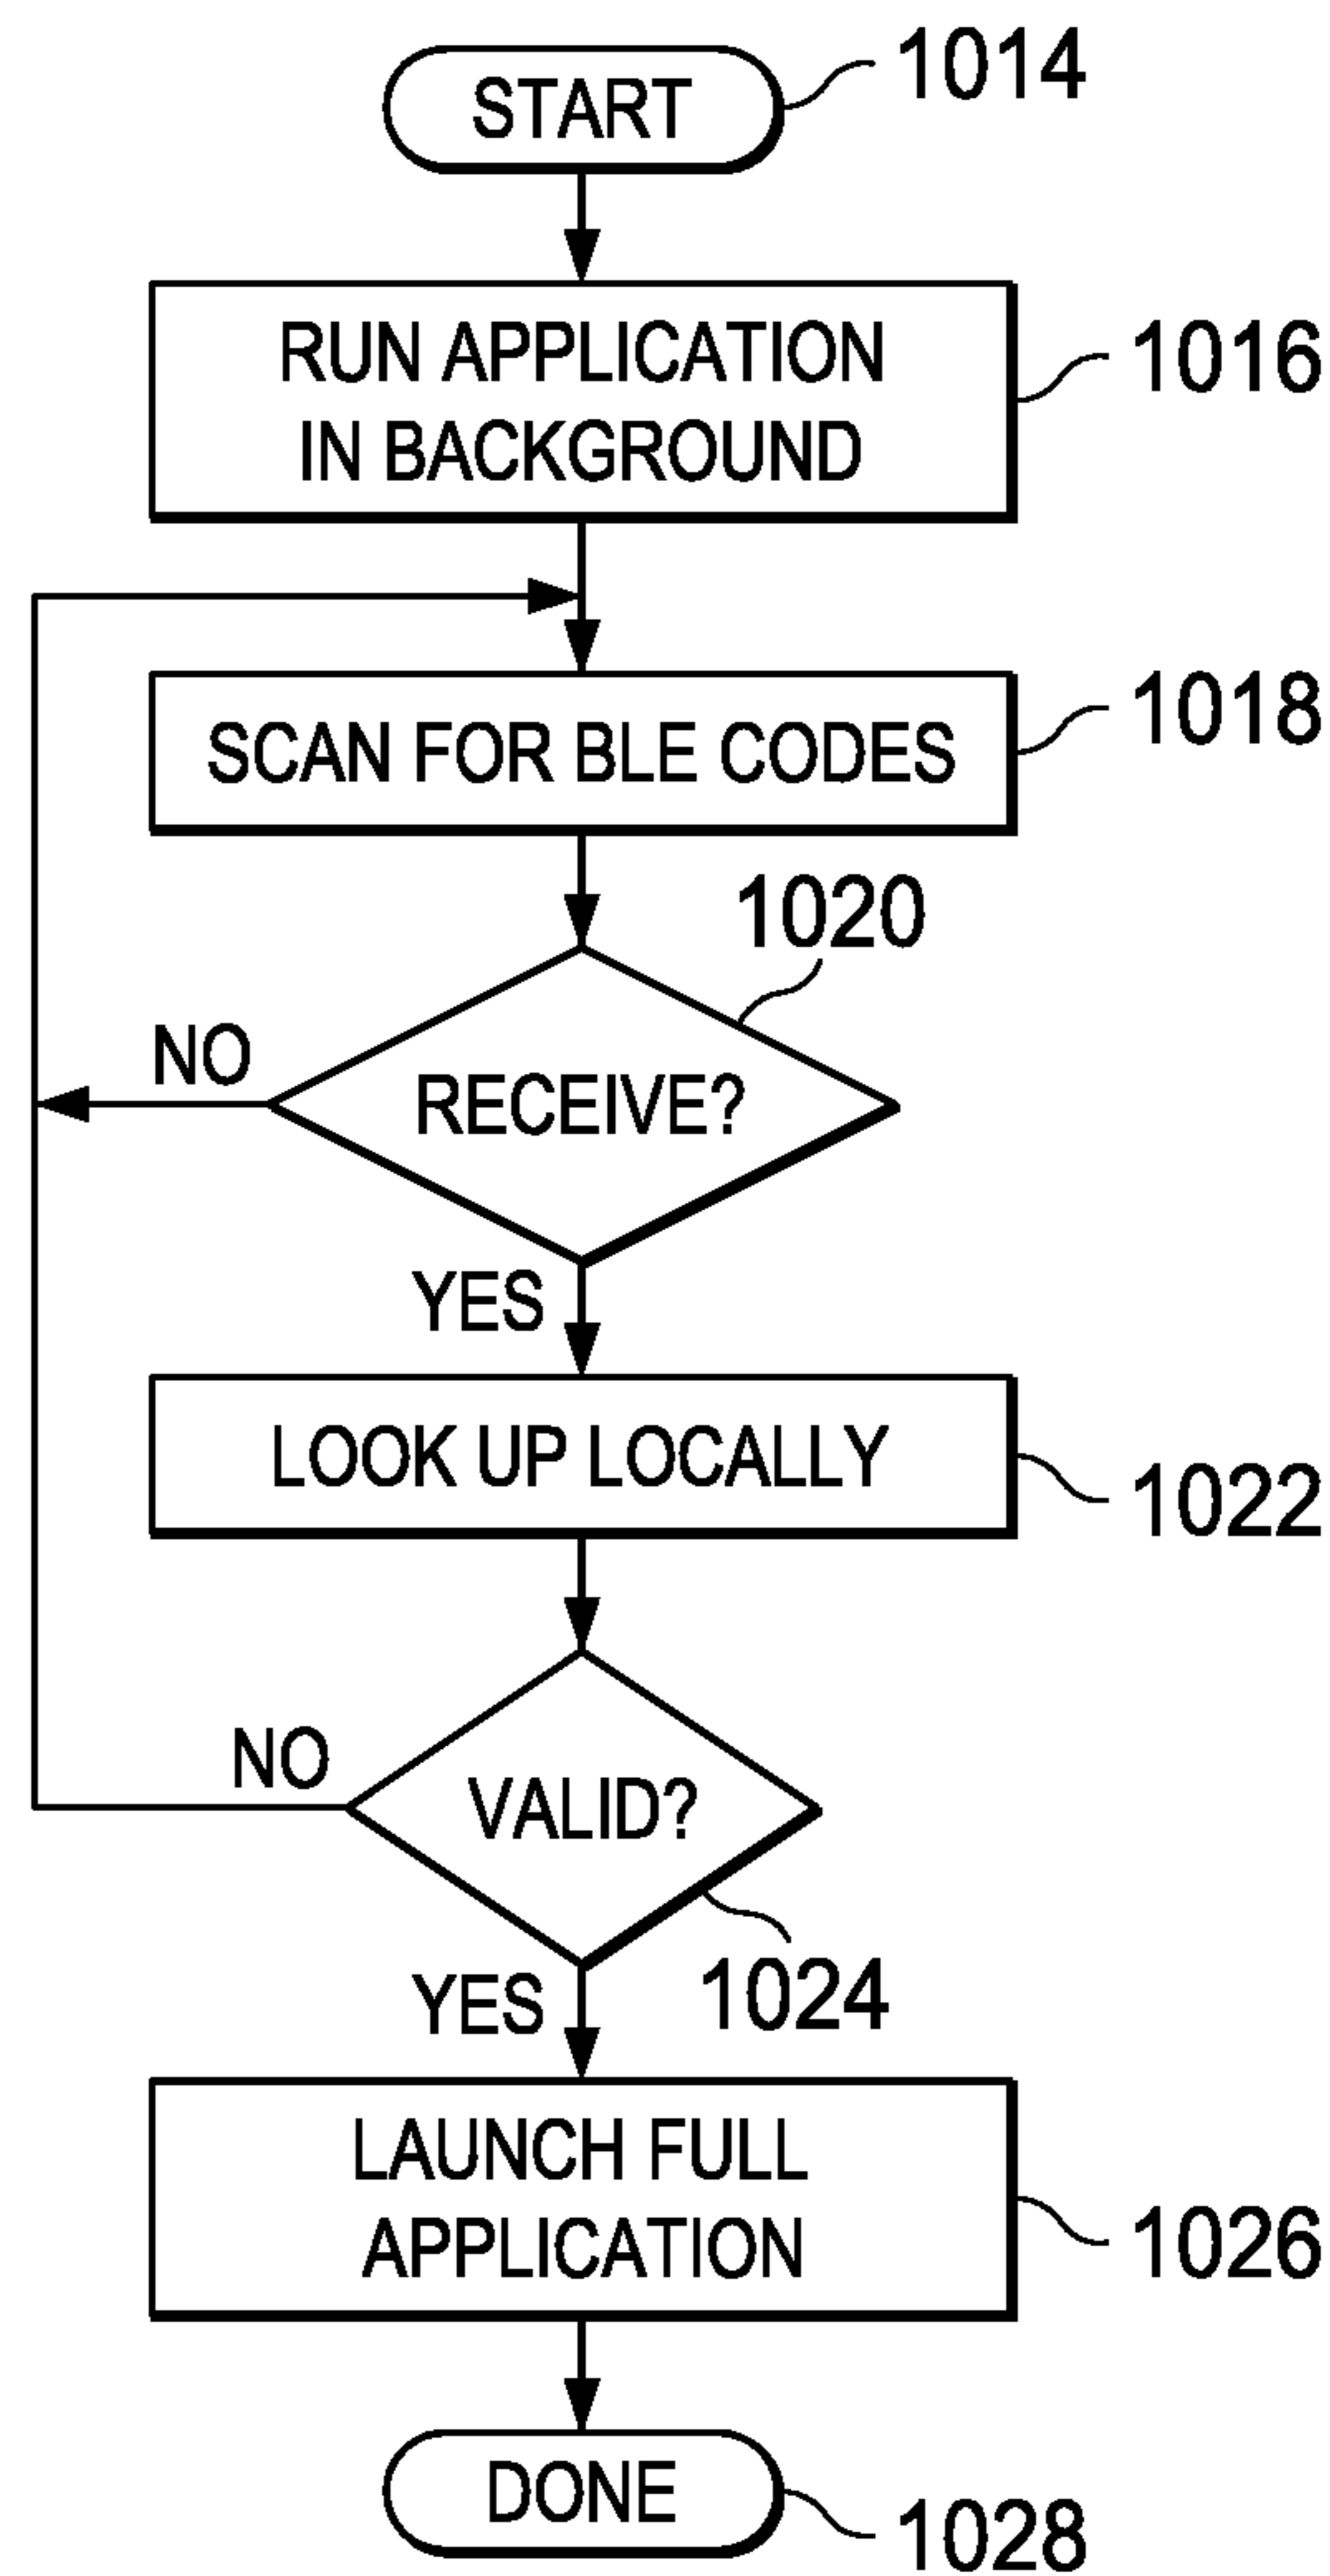 START
1014
RUN APPLICATION
IN BACKGROUND
1016
SCAN FOR BLE CODES
1018
1020
RECEIVE?
NO
YES
LOOK UP LOCALLY
1022
VALID?
NO
1024
YES
LAUNCH FULL
APPLICATION
1026
DONE
1028